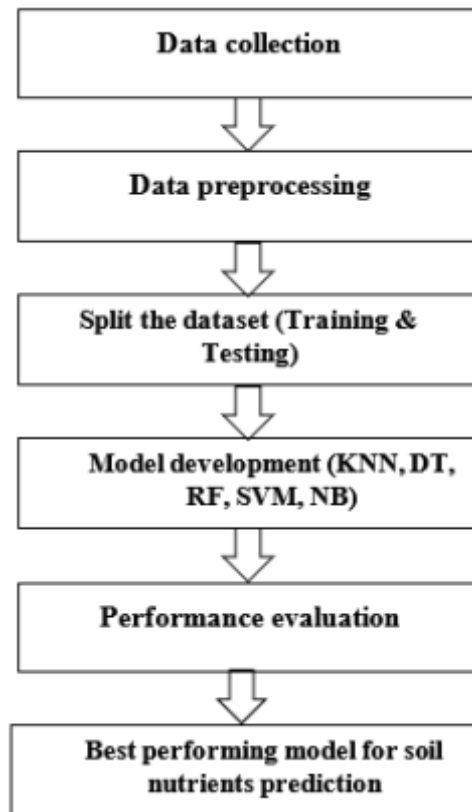 Data collection
Data preprocessing
Split the dataset (Training &
Testing)
Model development (KNN, DT,
RF, SVM, NB)
Performance evaluation
Best performing model for soil
nutrients prediction